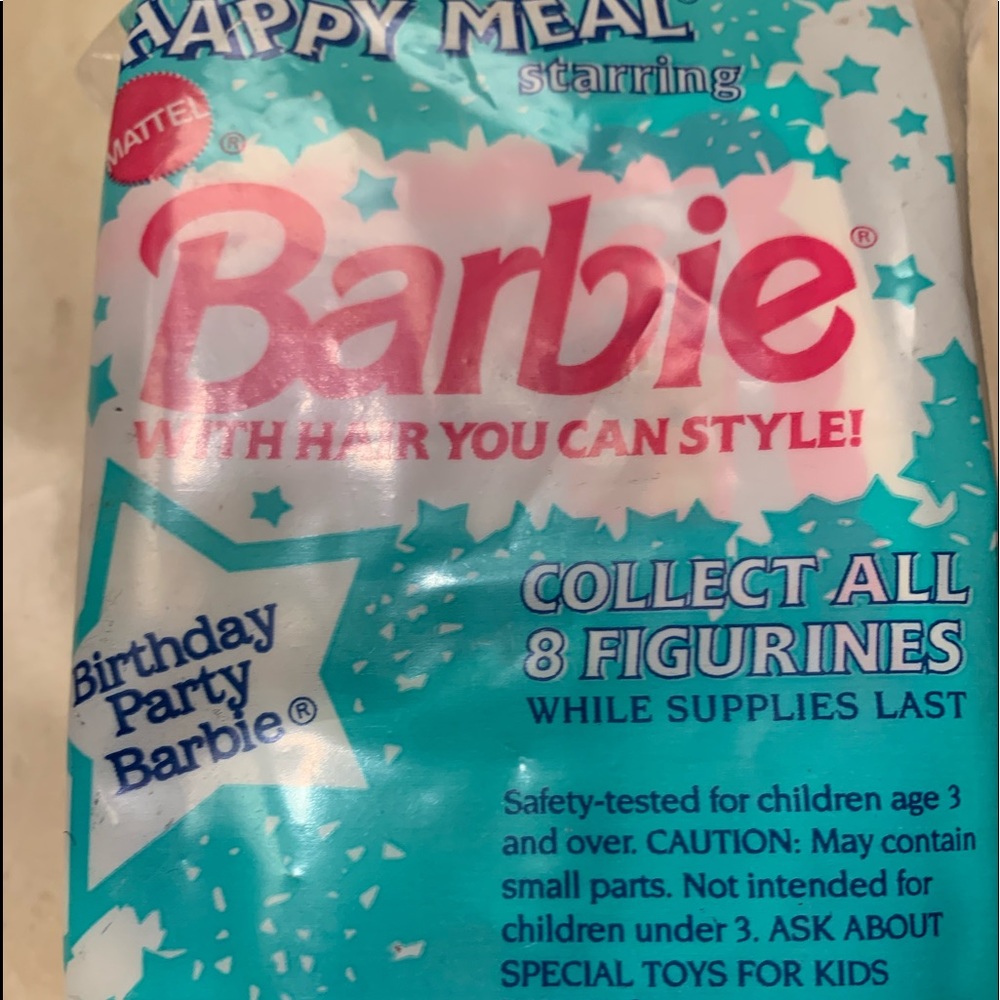 HAPPY MEAL
starring
MATTEL
®
Barbie®
WITH HAIR YOU CAN STYLE!
COLLECT ALL
8 FIGURINES
WHILE SUPPLIES LAST
Birthday
Party
Barbie®
Safety-tested for children age 3
and over. CAUTION: May contain
small parts. Not intended for
children under 3. ASK ABOUT
SPECIAL TOYS FOR KIDS